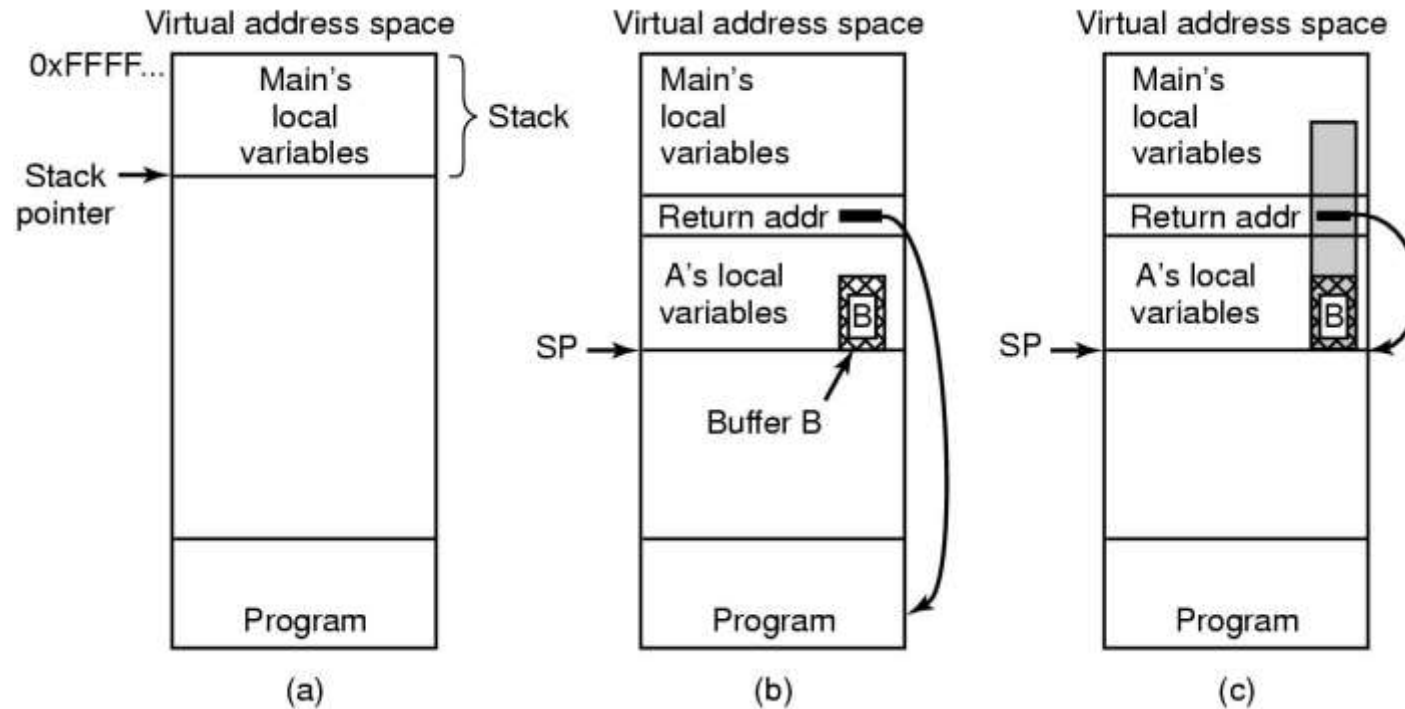 Virtual address space
0xFFFF...
Main's
local
variables
Stack
Stack
pointer
Program
(a)
Virtual address space
Main's
local
variables
Return addr
A's local
variables
B
SP
Buffer B
Program
(b)
Virtual address space
Main's
local
variables
Return addr
A's local
variables
B
SP
Program
(c)